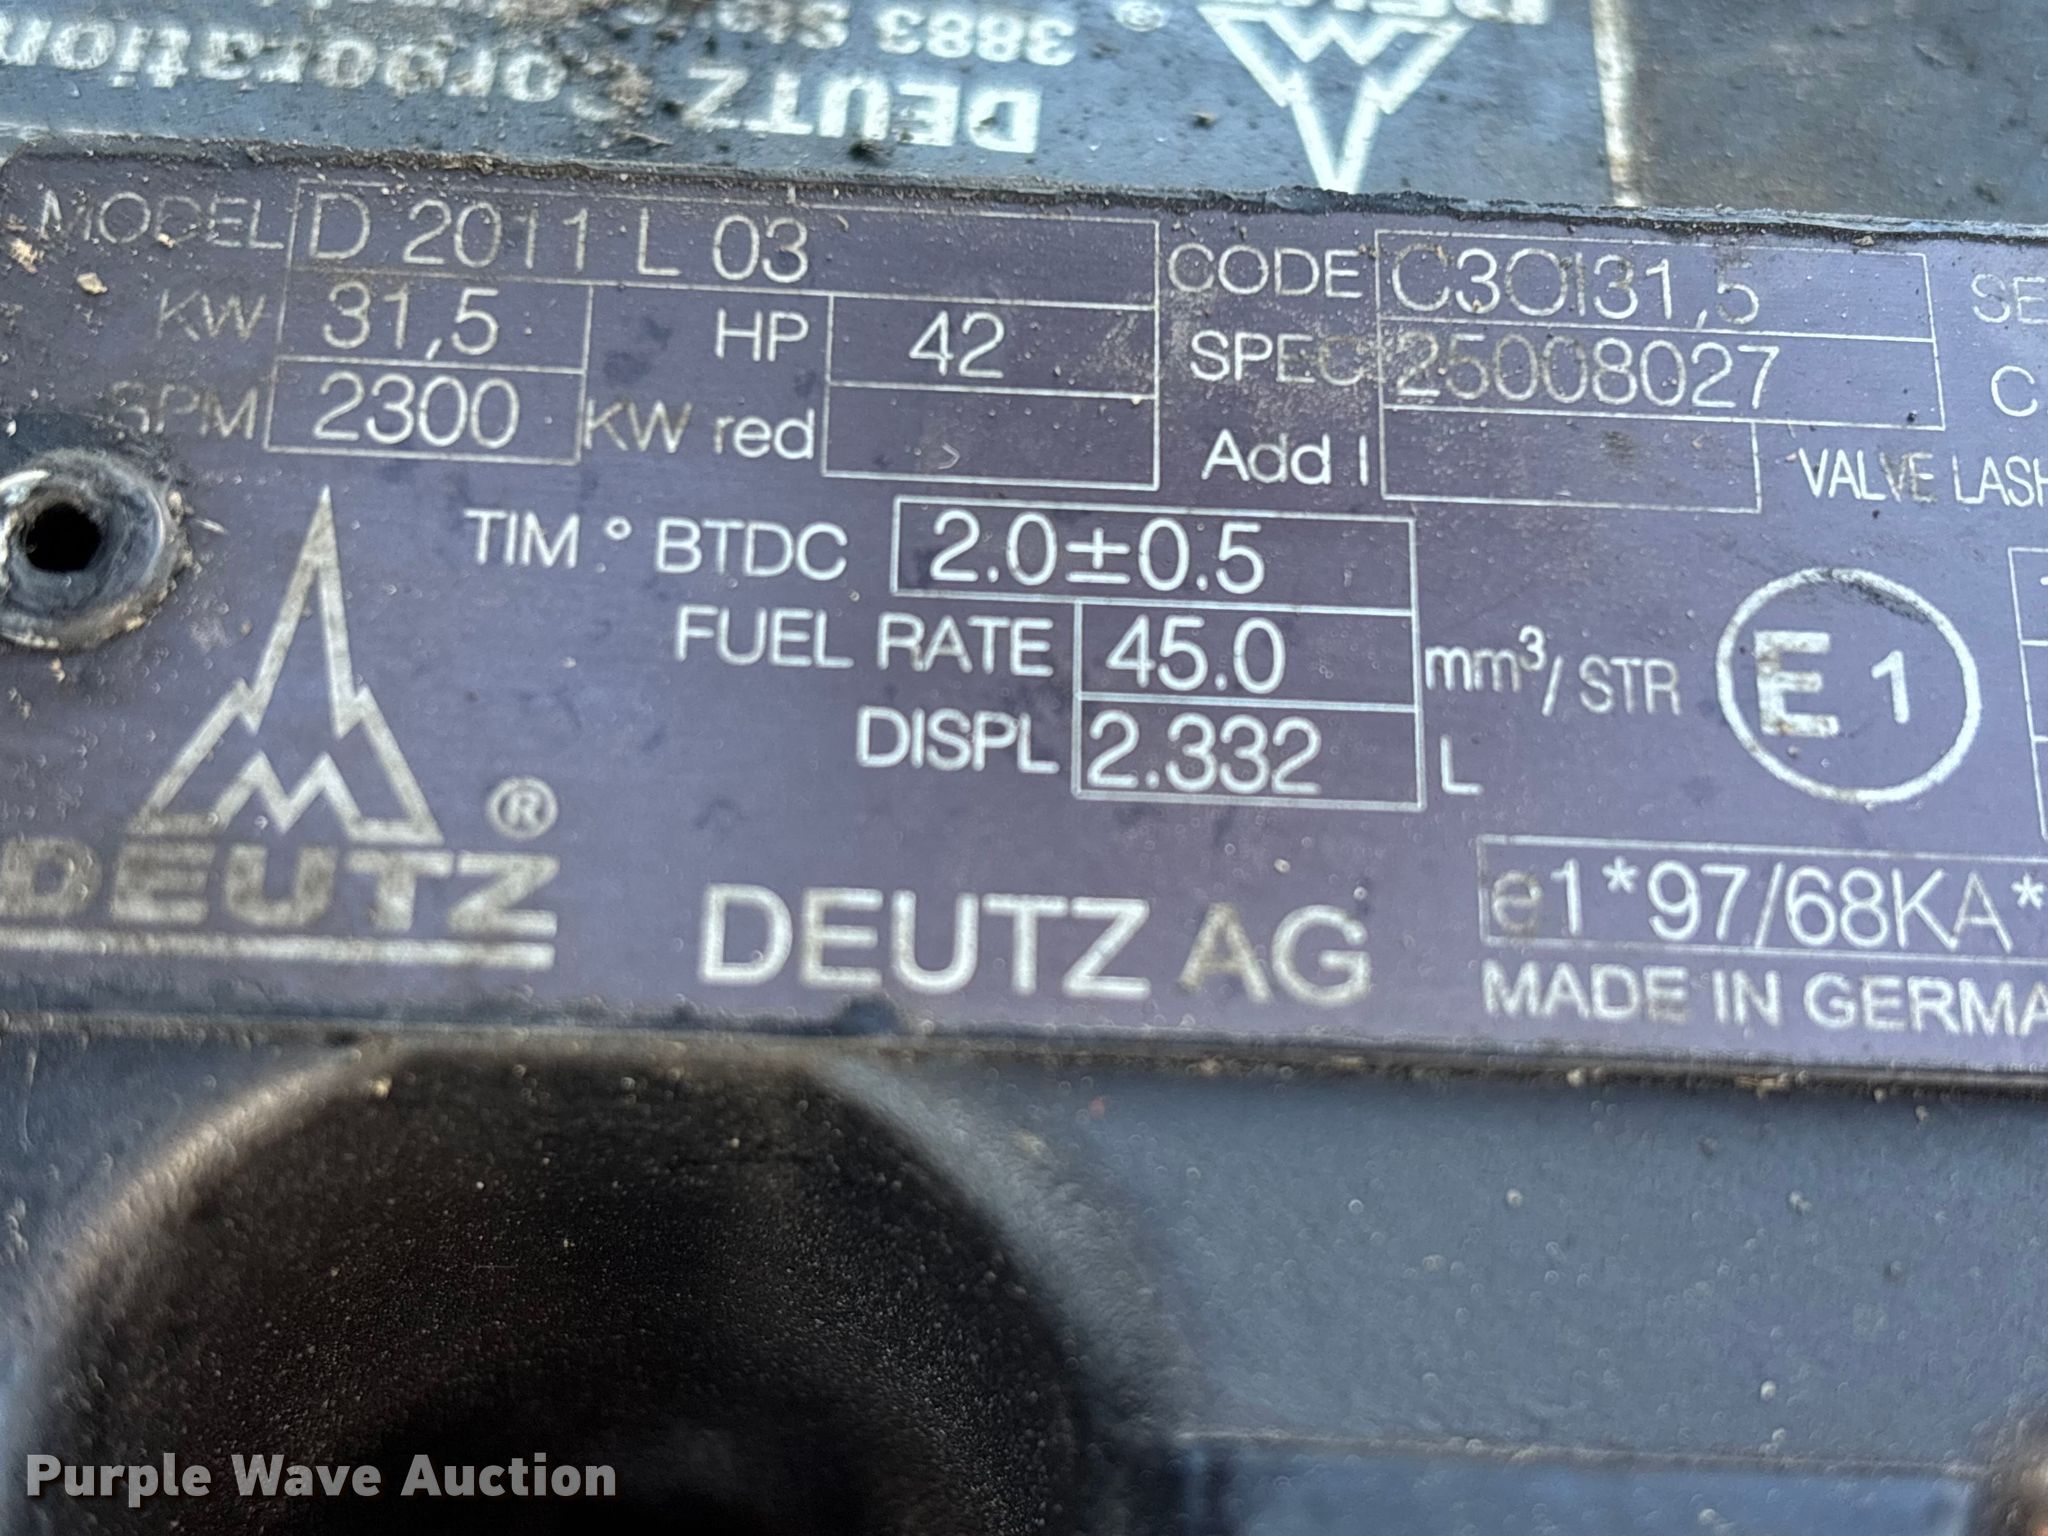 DEUTZ Corporation
3883
MODEL D 2011 L 03 CODE C3OI31,5
KW 31,5 HP 42 SPEC 25008027
RPM 2300 KW red Add I VALVE LASH
TIM ° BTDC 2.0±0.5
FUEL RATE 45.0 mm³/STR
DISPL 2.332 L
E1
DEUTZ ®
DEUTZ AG
e1*97/68KA*
MADE IN GERMA
Purple Wave Auction